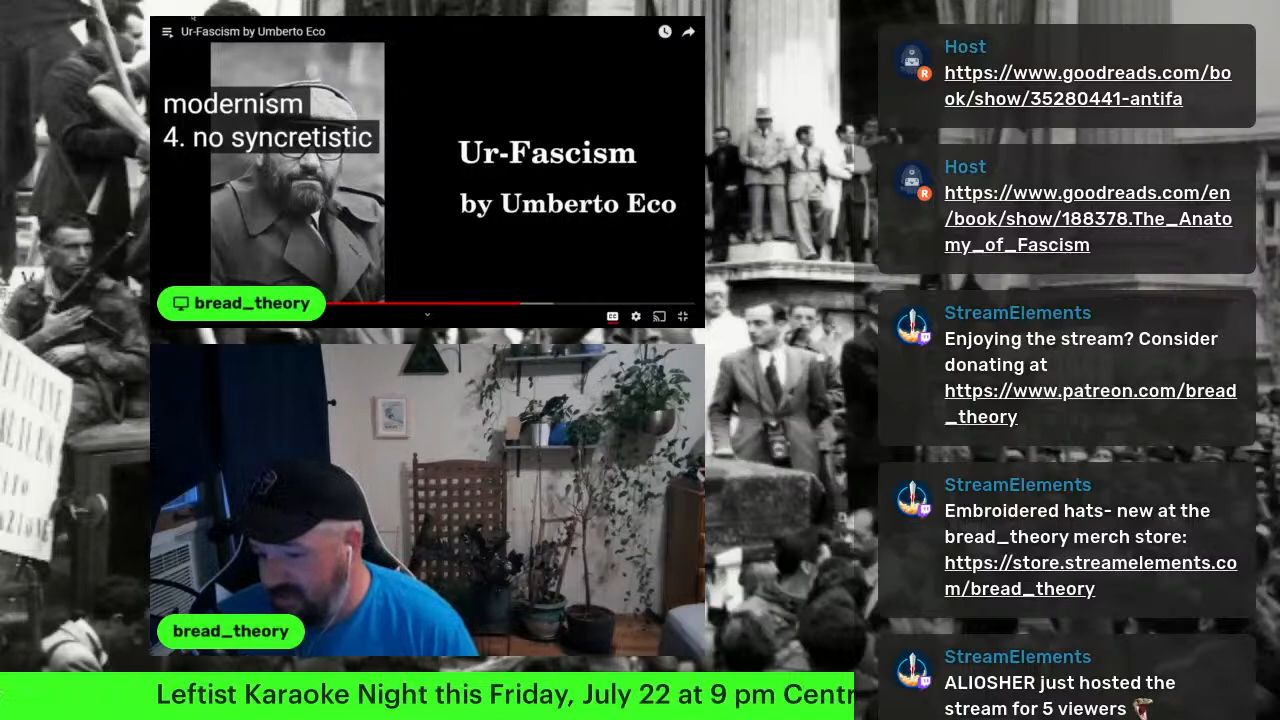 Ur-Fascism by Umberto Eco
modernism
4. no syncretistic
Ur-Fascism
by Umberto Eco
bread_theory
CC
bread_theory
Leftist Karaoke Night this Friday, July 22 at 9 pm Centr
Host
https://www.goodreads.com/bo
ok/show/35280441-antifa
Host
https://www.goodreads.com/en
/book/show/188378.The_Anato
my_of_Fascism
StreamElements
Enjoying the stream? Consider
donating at
https://www.patreon.com/bread
_theory
StreamElements
Embroidered hats- new at the
bread_theory merch store:
https://store.streamelements.co
m/bread_theory
StreamElements
ALIOSHER just hosted the
stream for 5 viewers